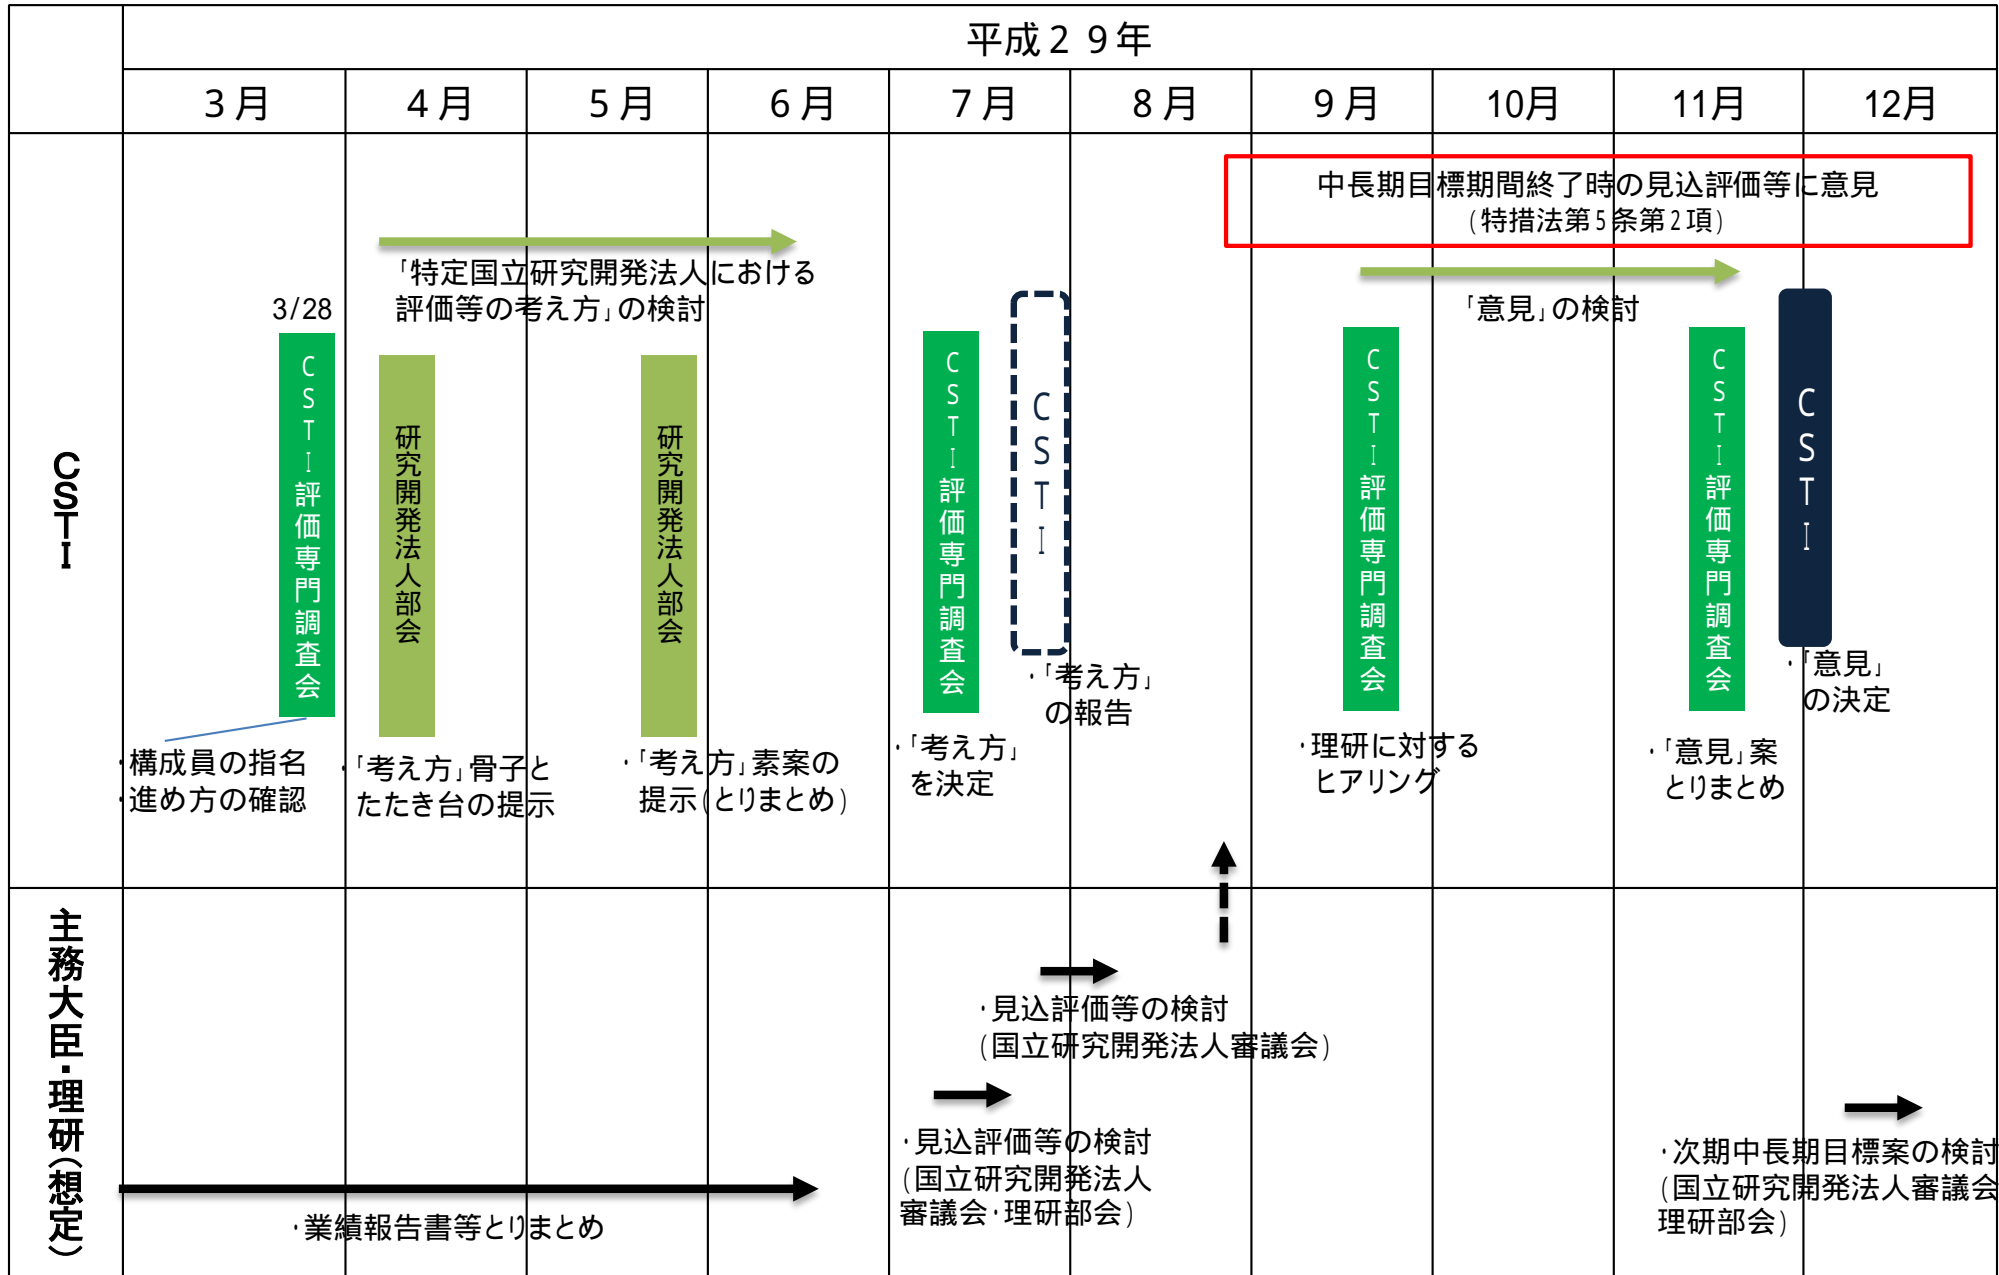 平成２９年
３月
４月
５月
６月
７月
８月
９月
10月
11月
12月
CSTI
中長期目標期間終了時の見込評価等に意見
(特措法第5条第2項)
「特定国立研究開発法人における
評価等の考え方」の検討
「意見」の検討
3/28
CSTI評価専門調査会
研究開発法人部会
研究開発法人部会
CSTI評価専門調査会
CSTI
CSTI評価専門調査会
CSTI評価専門調査会
CSTI
・構成員の指名
・進め方の確認
・「考え方」骨子と
たたき台の提示
・「考え方」素案の
提示(とりまとめ)
・「考え方」
を決定
・「考え方」
の報告
・理研に対する
ヒアリング
・「意見」案
とりまとめ
・「意見」
の決定
主務大臣・理研(想定)
・見込評価等の検討
(国立研究開発法人審議会)
・見込評価等の検討
(国立研究開発法人
審議会・理研部会)
・業績報告書等とりまとめ
・次期中長期目標案の検討
(国立研究開発法人審議会
理研部会)